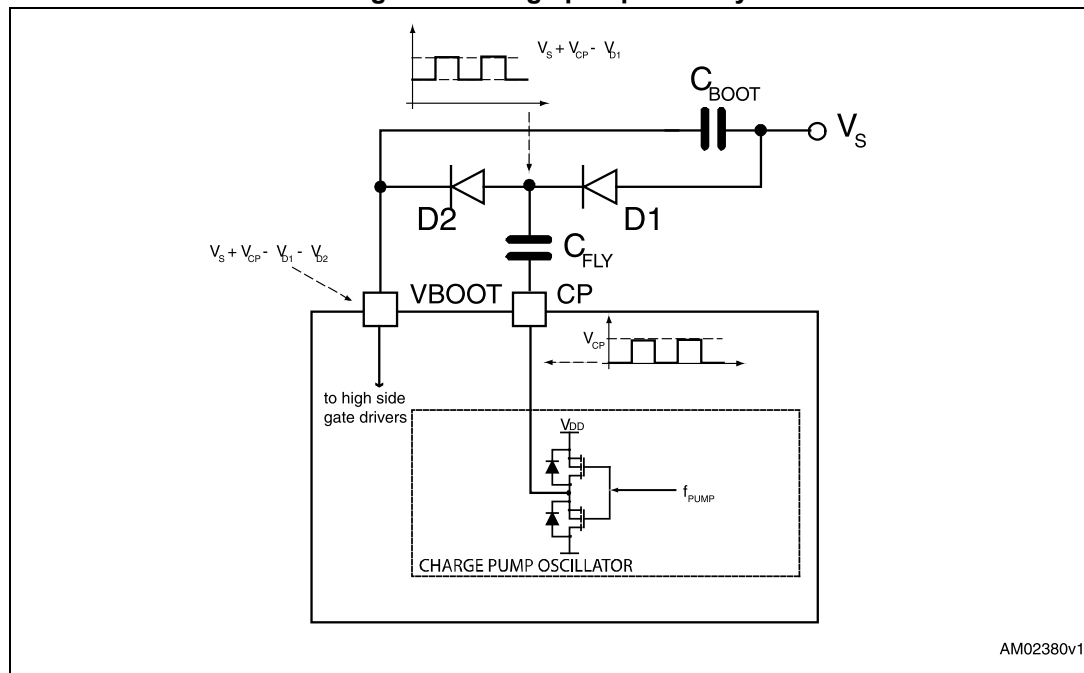 V_S + V_CP - V_D1
C_BOOT
V_S
D2
D1
C_FLY
V_S + V_CP - V_D1 - V_D2
VBOOT
CP
V_CP
to high side
gate drivers
VDD
f_PUMP
CHARGE PUMP OSCILLATOR
AM02380v1